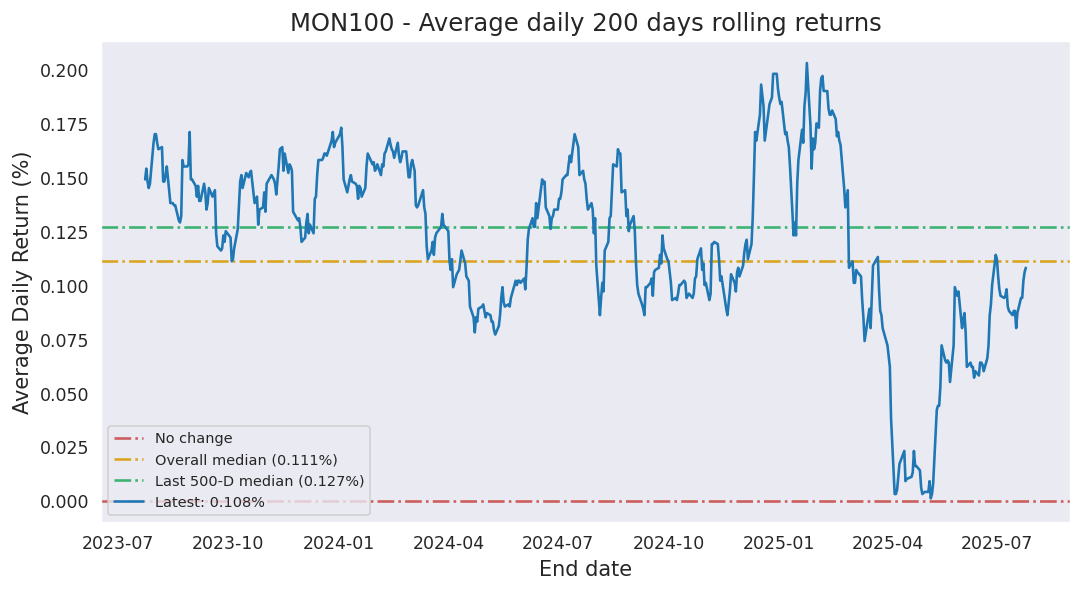 MON100 - Average daily 200 days rolling returns
Average Daily Return (%)
0.200
0.175
0.150
0.125
0.100
0.075
0.050
0.025
0.000
No change
Overall median (0.111%)
Last 500-D median (0.127%)
Latest: 0.108%
2023-07 2023-10 2024-01 2024-04 2024-07 2024-10 2025-01 2025-04 2025-07
End date